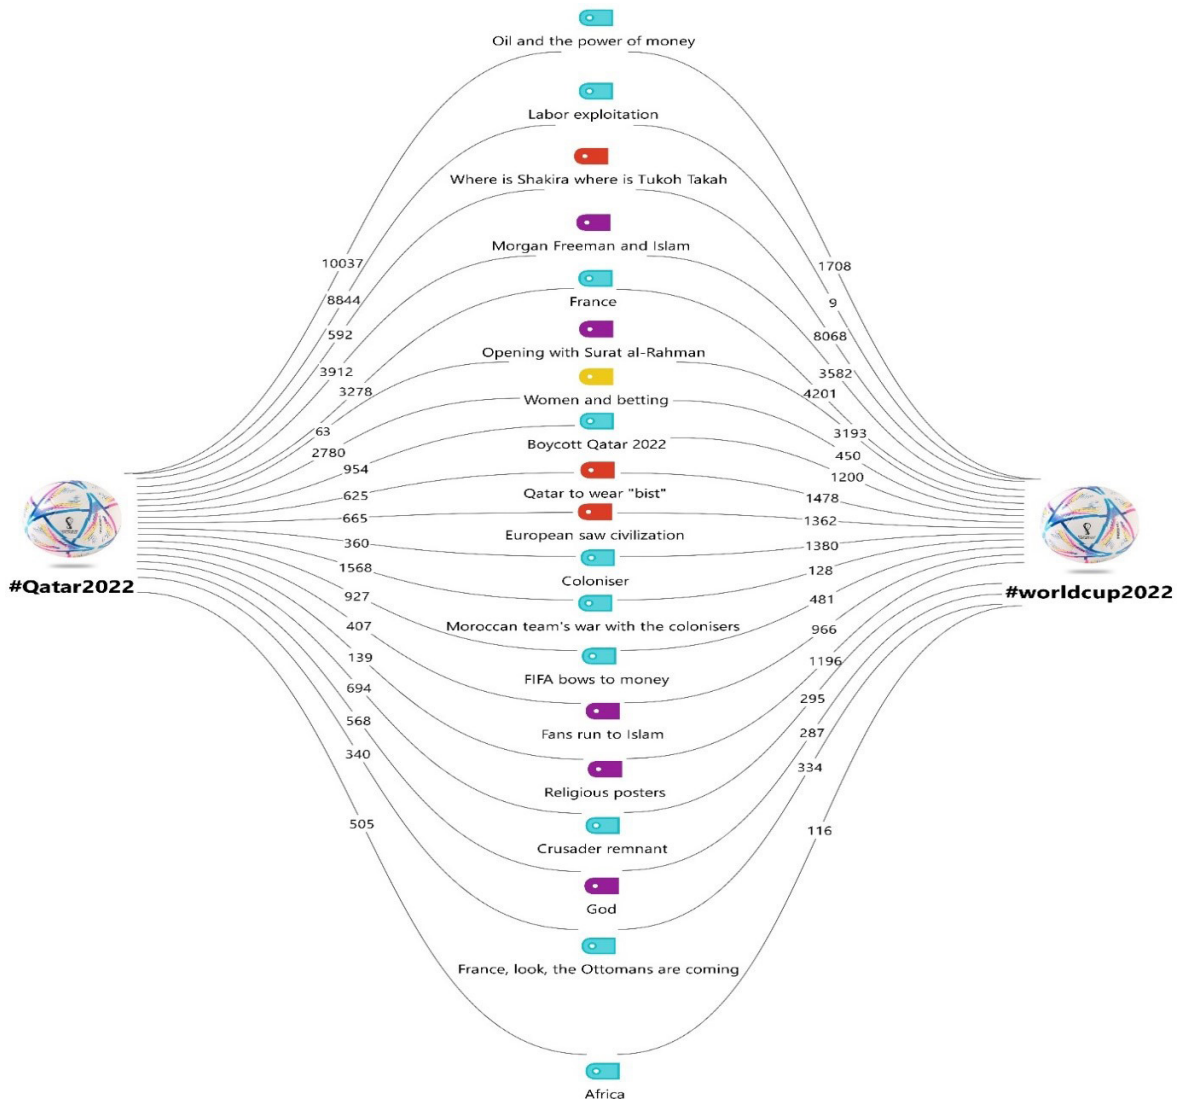 Oil and the power of money
Labor exploitation
Where is Shakira where is Tukoh Takah
Morgan Freeman and Islam
10037
1708
France
8844
9
592
8068
Opening with Surat al-Rahman
3912
3582
3278
4201
Women and betting
63
3193
Boycott Qatar 2022
2780
450
954
1200
Qatar to wear "bist"
625
1478
665
1362
European saw civilization
360
1380
1568
128
Coloniser
#Qatar2022
#worldcup2022
927
481
Moroccan team's war with the colonisers
407
966
139
1196
FIFA bows to money
694
295
568
287
Fans run to Islam
340
334
Religious posters
505
116
Crusader remnant
God
France, look, the Ottomans are coming
Africa